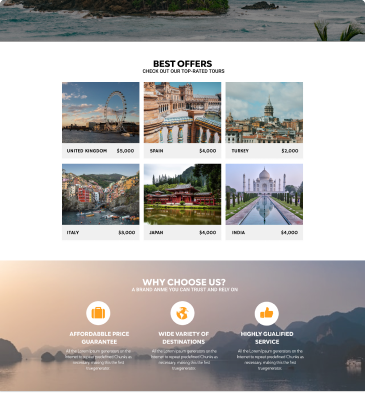 BEST OFFERS
CHECK OUT OUR TOP-RATED TOURS
UNITED KINGDOM $5,000
SPAIN $4,000
TURKEY $2,000
ITALY $5,000
JAPAN $4,000
INDIA $4,000
WHY CHOOSE US?
A BRAND YOU CAN TRUST AND RELY ON
AFFORDABBLE PRICE
GUARANTEE
WIDE VARIETY OF
DESTINATIONS
HIGHLY QUALIFIED
SERVICE
All the Lorem Ipsum generators on the
Internet to repeat predefined Chunks as
necessary, making this the first
true generator.
All the Lorem Ipsum generators on the
Internet to repeat predefined Chunks as
necessary, making this the first
true generator.
All the Lorem Ipsum generators on the
Internet to repeat predefined Chunks as
necessary, making this the first
true generator.